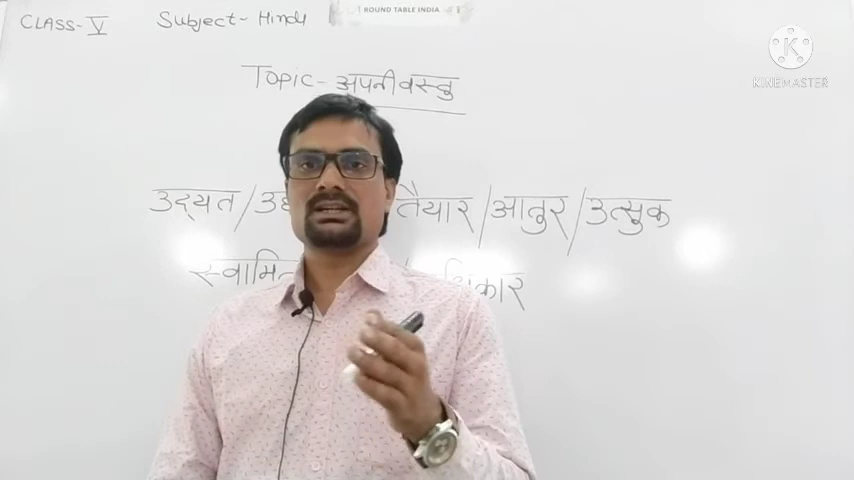 CLASS-V Subject- Hindi
ROUND TABLE INDIA
KINEMASTER
Topic- अपनी वस्तु
उद्‌यत / तैयार / आतुर / उत्सुक